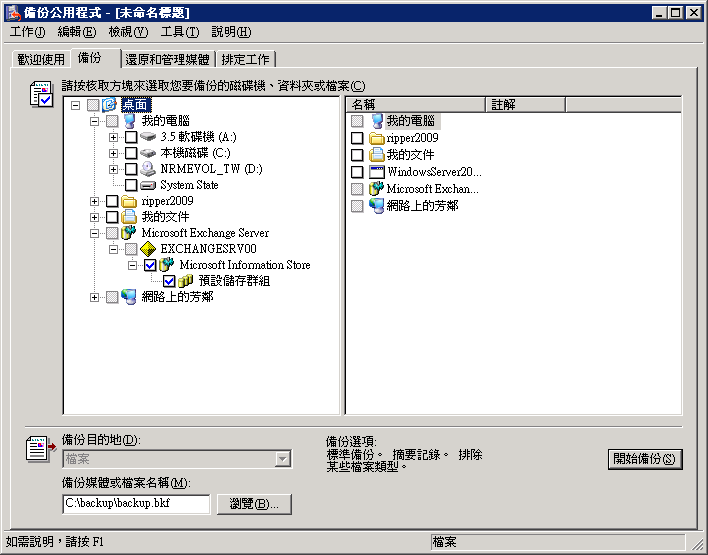 備份公用程式 - [未命名標題]
工作(J) 編輯(E) 檢視(V) 工具(T) 說明(H)
歡迎使用 備份 還原和管理媒體 排定工作
請按核取方塊來選取您要備份的磁碟機、資料夾或檔案(C)
桌面
我的電腦
3.5 軟碟機 (A:)
本機磁碟 (C:)
NRMEVOL_TW (D:)
System State
ripper2009
我的文件
Microsoft Exchange Server
EXCHANGESRV00
Microsoft Information Store
預設儲存群組
網路上的芳鄰
名稱 註解
我的電腦
ripper2009
我的文件
WindowsServer20...
Microsoft Exchan...
網路上的芳鄰
備份目的地(D):
檔案
備份媒體或檔案名稱(M):
C:\backup\backup.bkf 瀏覽(B)...
備份選項:
標準備份。 摘要記錄。 排除
某些檔案類型。
開始備份(S)
如需說明，請按 F1 檔案